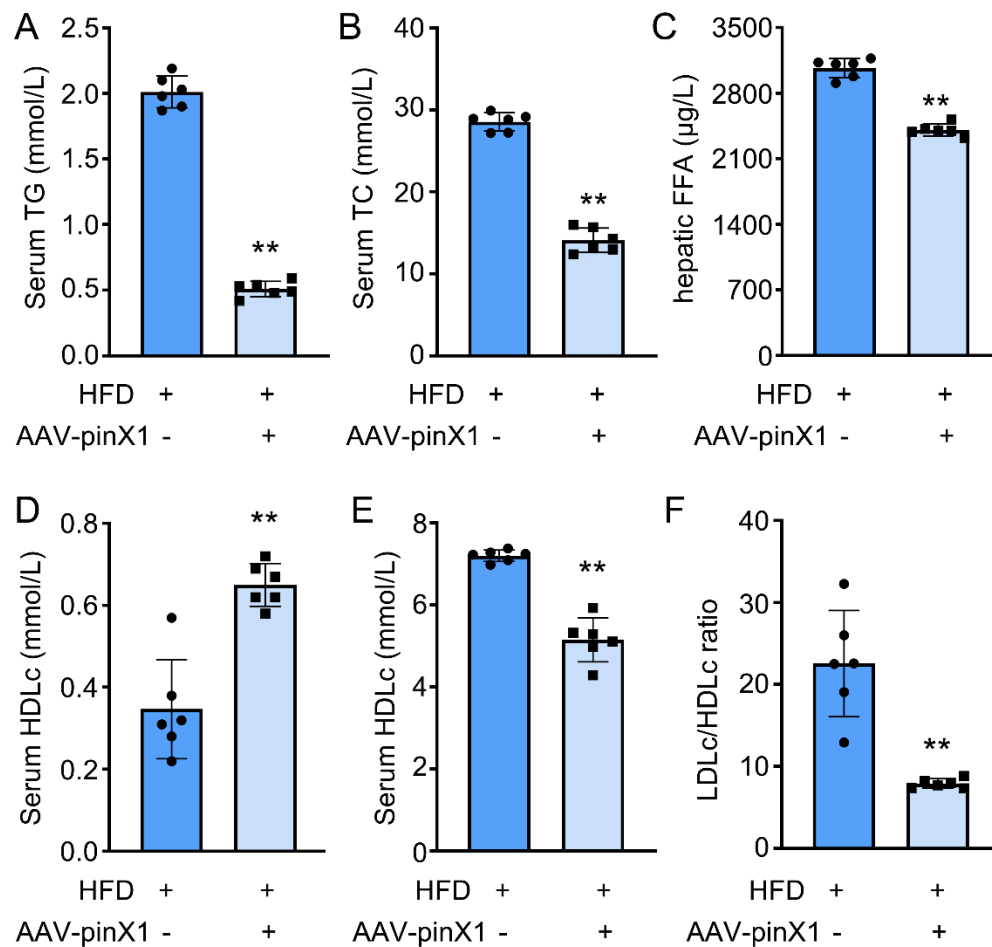 A
Serum TG (mmol/L)
2.5
2.0
1.5
1.0
0.5
0.0
**
HFD + +
AAV-pinX1 - +
B
Serum TC (mmol/L)
40
30
20
10
0
**
HFD + +
AAV-pinX1 - +
C
hepatic FFA (μg/L)
3500
2800
2100
1400
700
0
**
HFD + +
AAV-pinX1 - +
D
Serum HDLc (mmol/L)
0.8
0.6
0.4
0.2
0.0
**
HFD + +
AAV-pinX1 - +
E
Serum HDLc (mmol/L)
8
6
4
2
0
**
HFD + +
AAV-pinX1 - +
F
LDLc/HDLc ratio
40
30
20
10
0
**
HFD + +
AAV-pinX1 - +